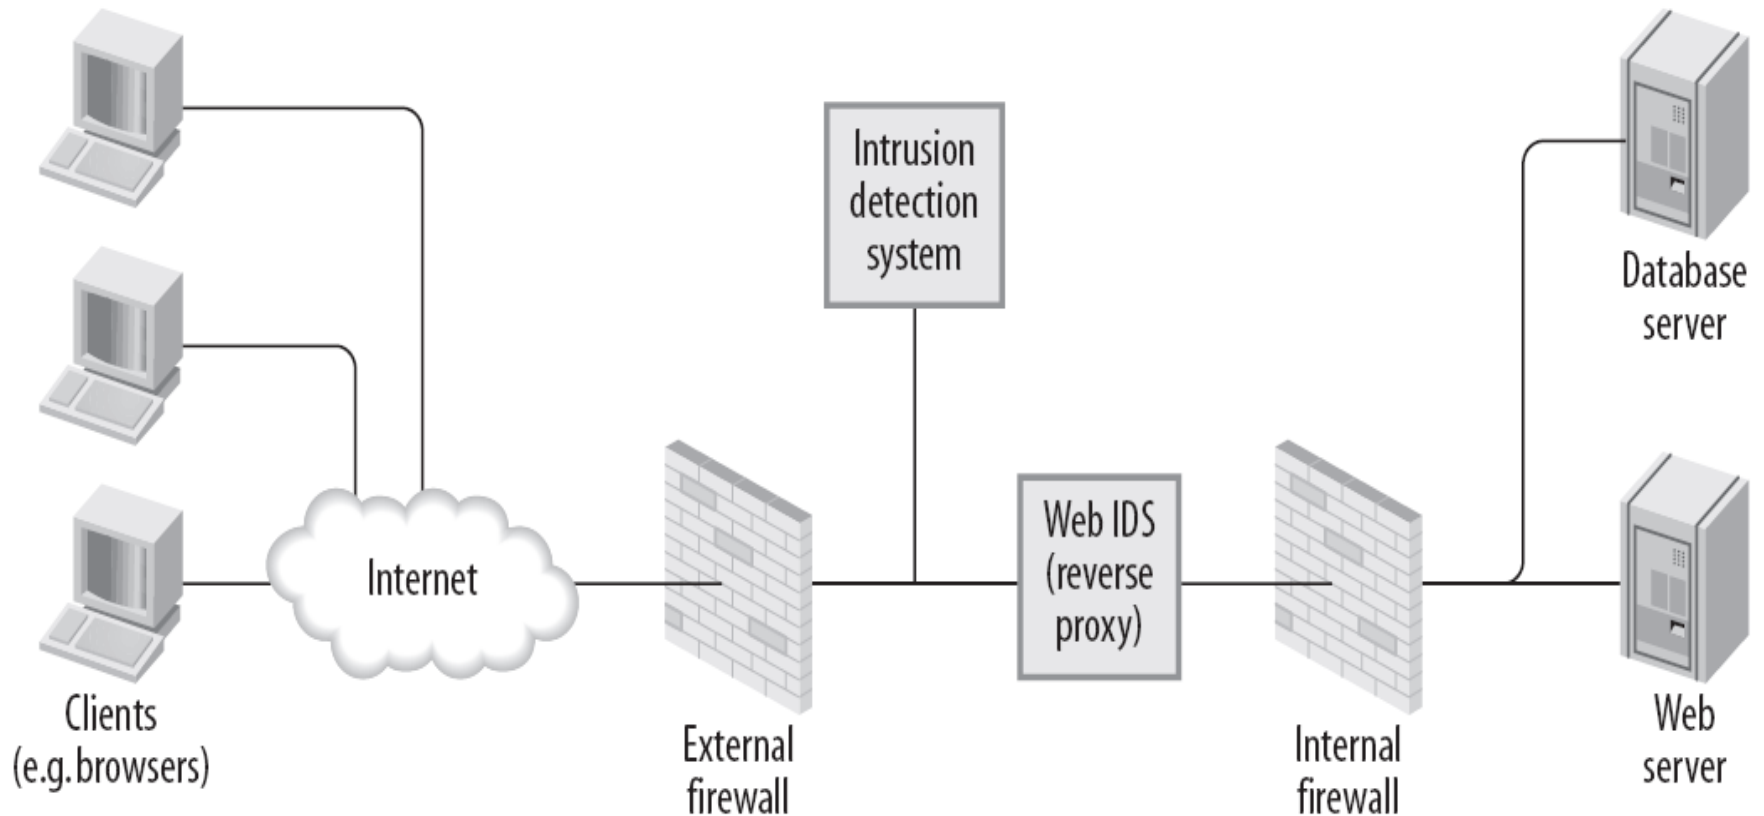 Intrusion
detection
system
Database
server
Internet
Web IDS
(reverse
proxy)
Clients
(e.g.browsers)
External
firewall
Internal
firewall
Web
server